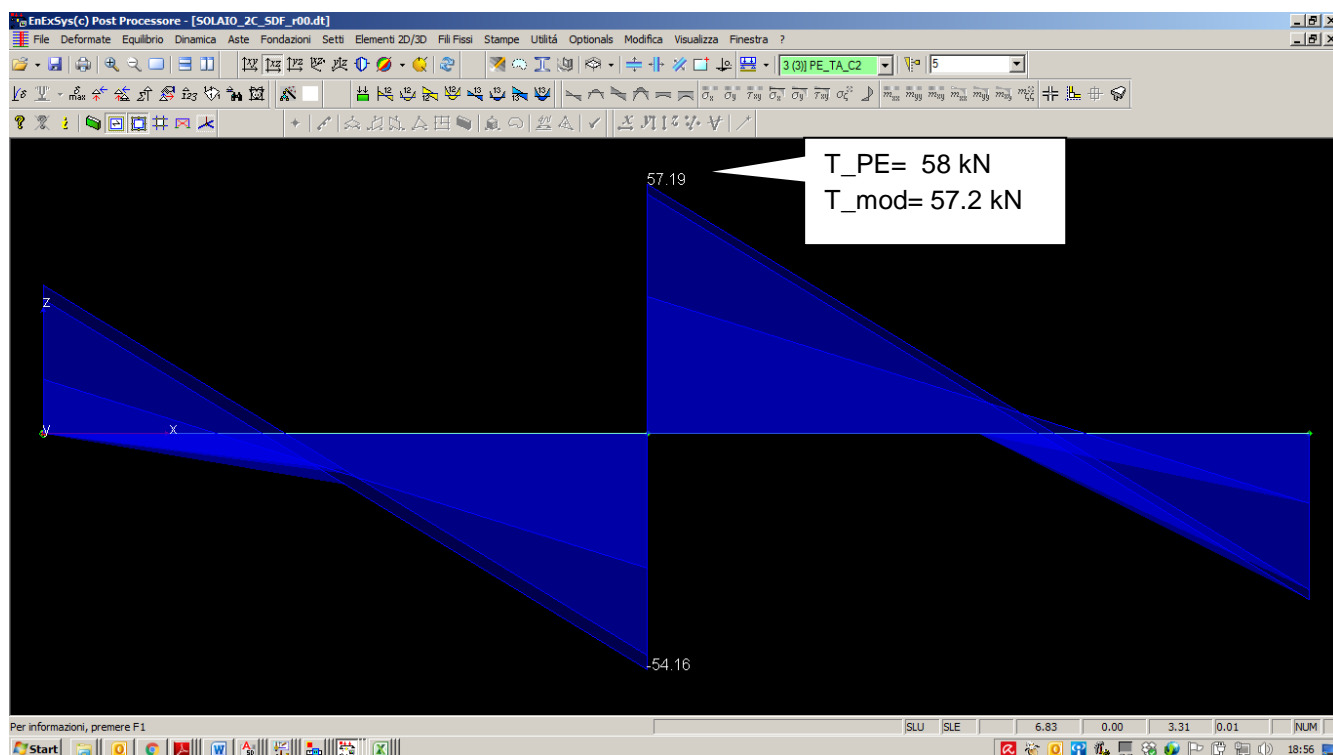 EnExSys(c) Post Processore - [SOLAIO_2C_SDF_r00.dt]
File Deformate Equilibrio Dinamica Aste Fondazioni Setti Elementi 2D/3D Fili Fissi Stampe Utilitá Optionals Modifica Visualizza Finestra ?
3 (3)] PE_TA_C2 5
T_PE= 58 kN
T_mod= 57.2 kN
57.19
z
y
x
-54.16
Per informazioni, premere F1 SLU SLE 6.83 0.00 3.31 0.01 NUM
Start 18:56